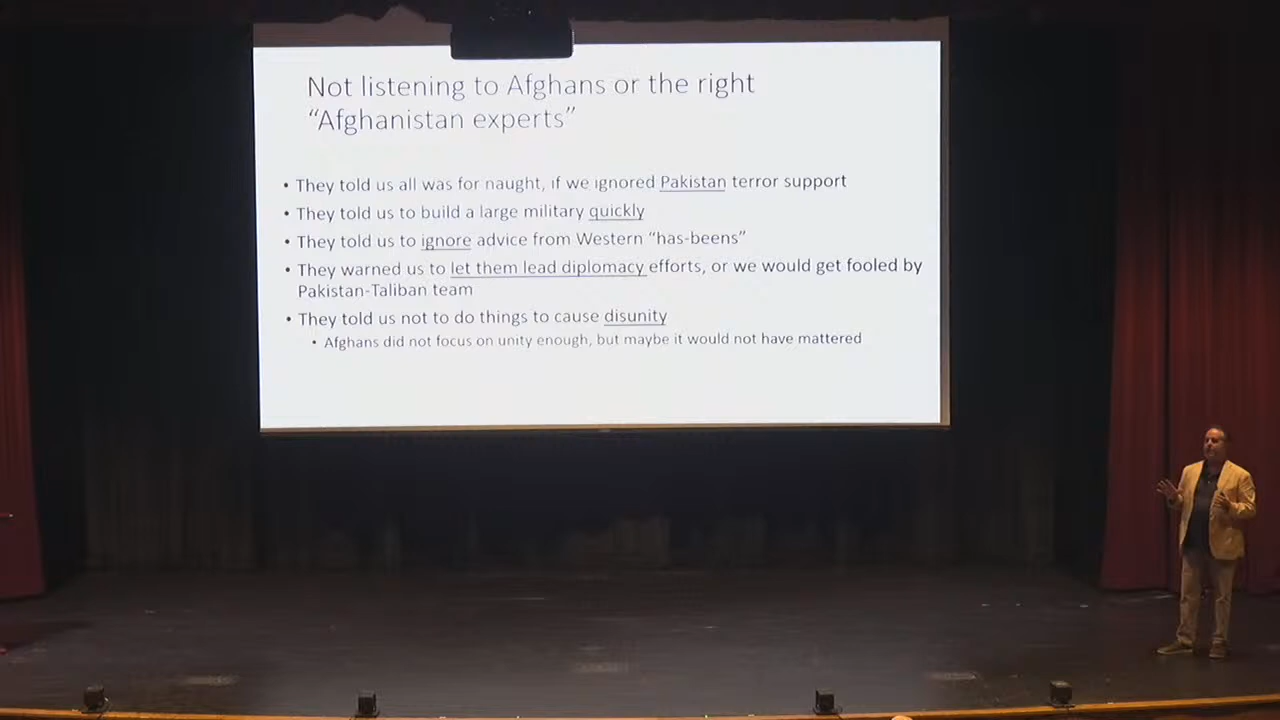 Not listening to Afghans or the right
“Afghanistan experts”
• They told us all was for naught, if we ignored Pakistan terror support
• They told us to build a large military quickly
• They told us to ignore advice from Western “has-beens”
• They warned us to let them lead diplomacy efforts, or we would get fooled by
Pakistan-Taliban team
• They told us not to do things to cause disunity
• Afghans did not focus on unity enough, but maybe it would not have mattered